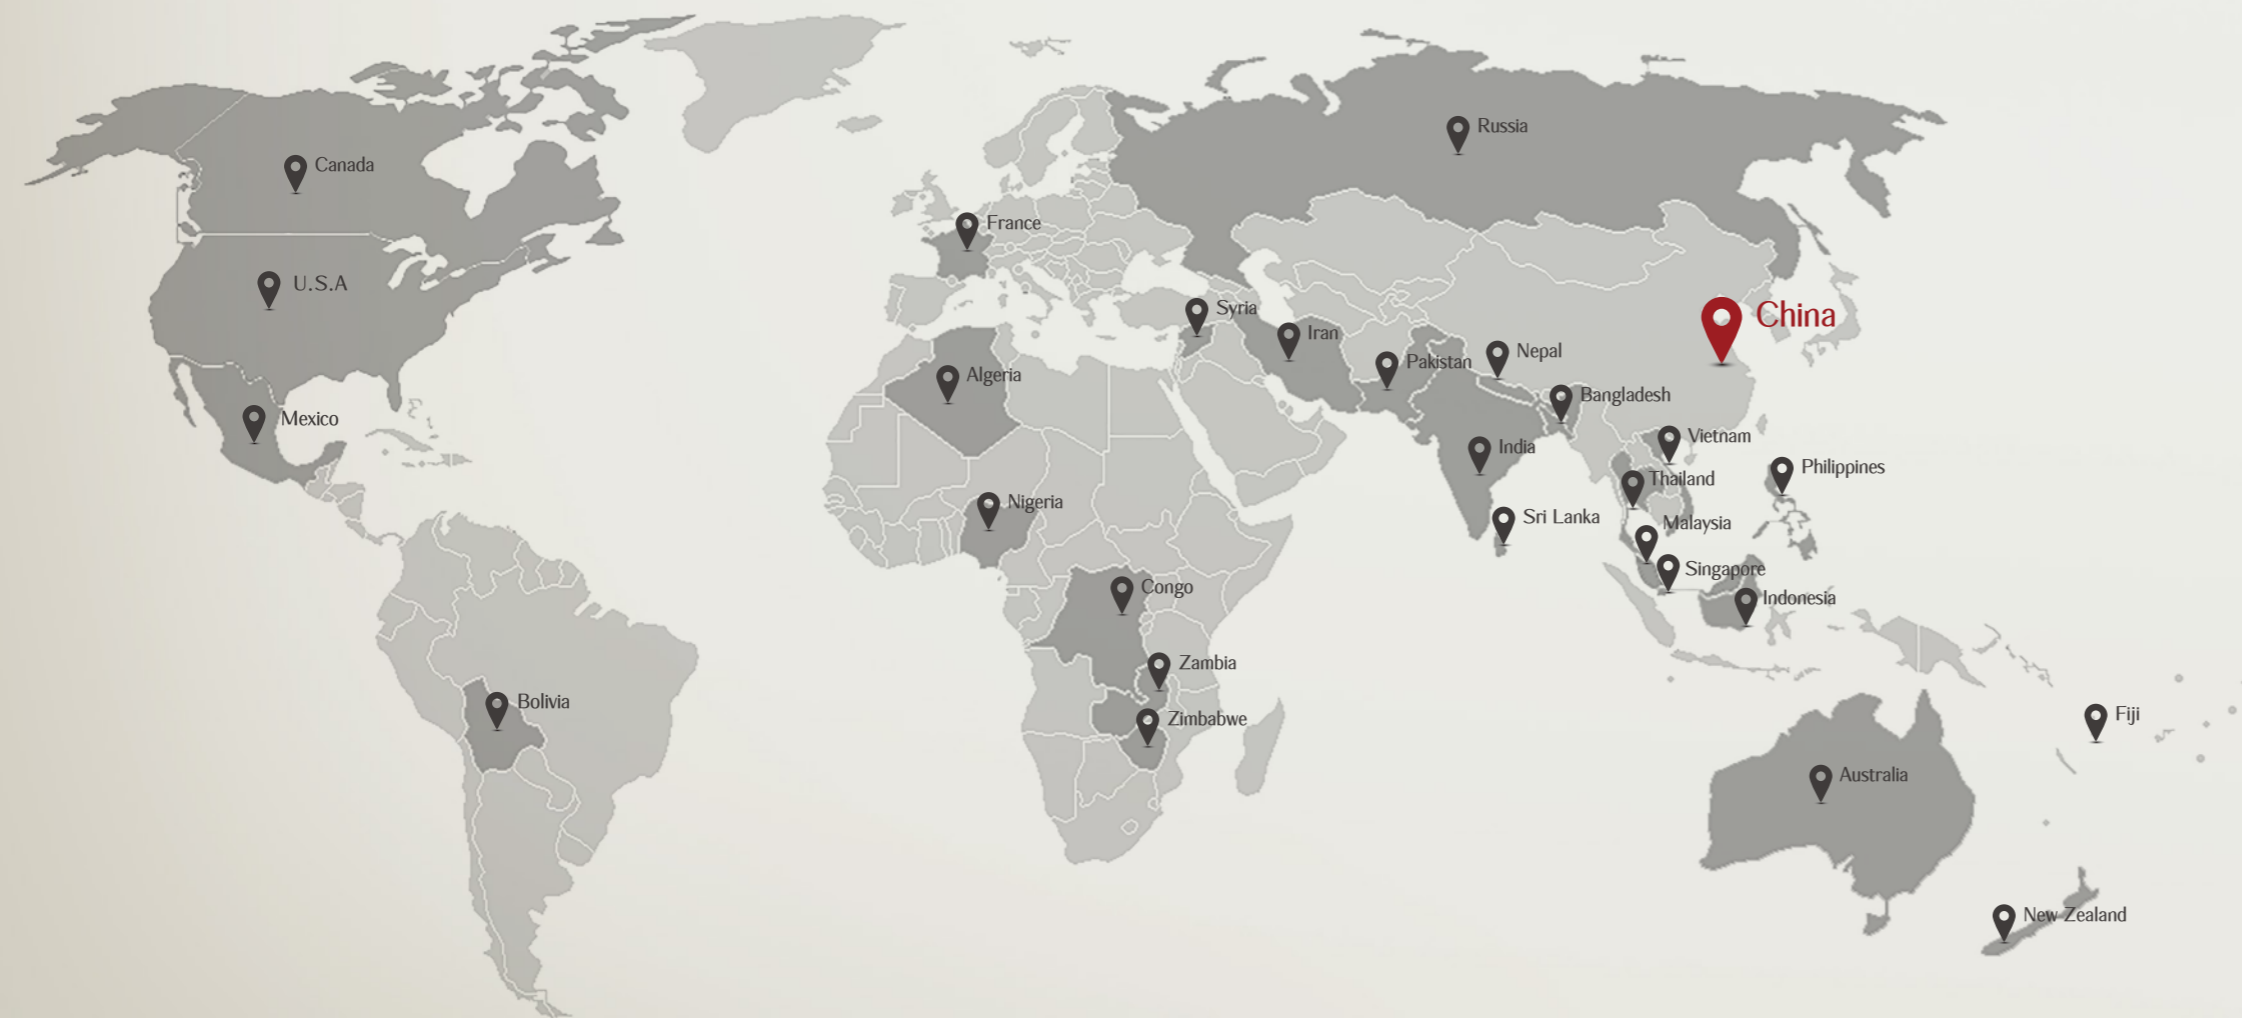 Russia
Canada
France
U.S.A
Syria
China
Iran
Nepal
Pakistan
Algeria
Bangladesh
Mexico
Vietnam
India
Philippines
Thailand
Nigeria
Sri Lanka
Malaysia
Singapore
Congo
Indonesia
Zambia
Bolivia
Fiji
Zimbabwe
Australia
New Zealand